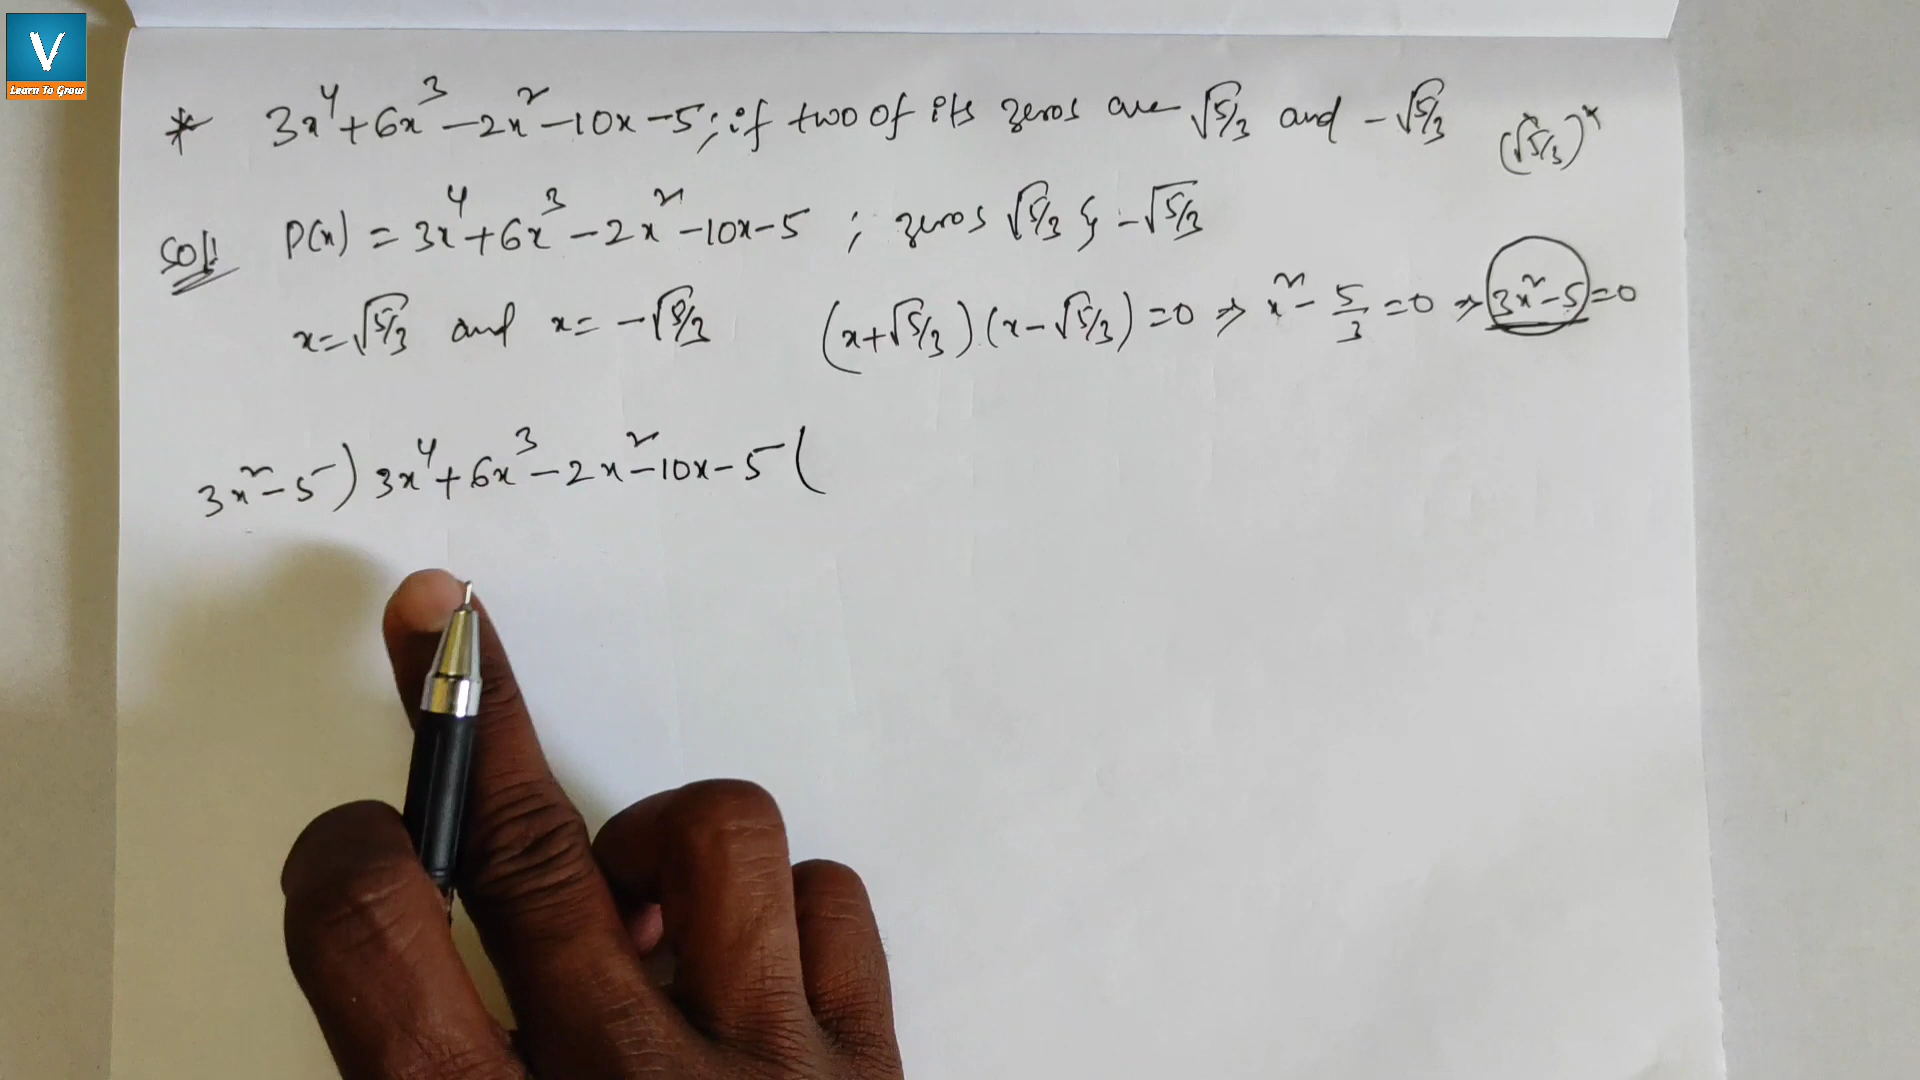 V
Learn To Grow
* 3x⁴+6x³-2x²-10x-5; if two of its zeros are √5/3 and -√5/3 (√5/3)²
Sol: P(x) = 3x⁴+6x³-2x²-10x-5 ; zeros √5/3 & -√5/3
x=√5/3 and x= -√5/3 (x+√5/3)(x-√5/3)=0 ⇒ x²-5/3=0 ⇒ 3x²-5=0
3x²-5) 3x⁴+6x³-2x²-10x-5 (